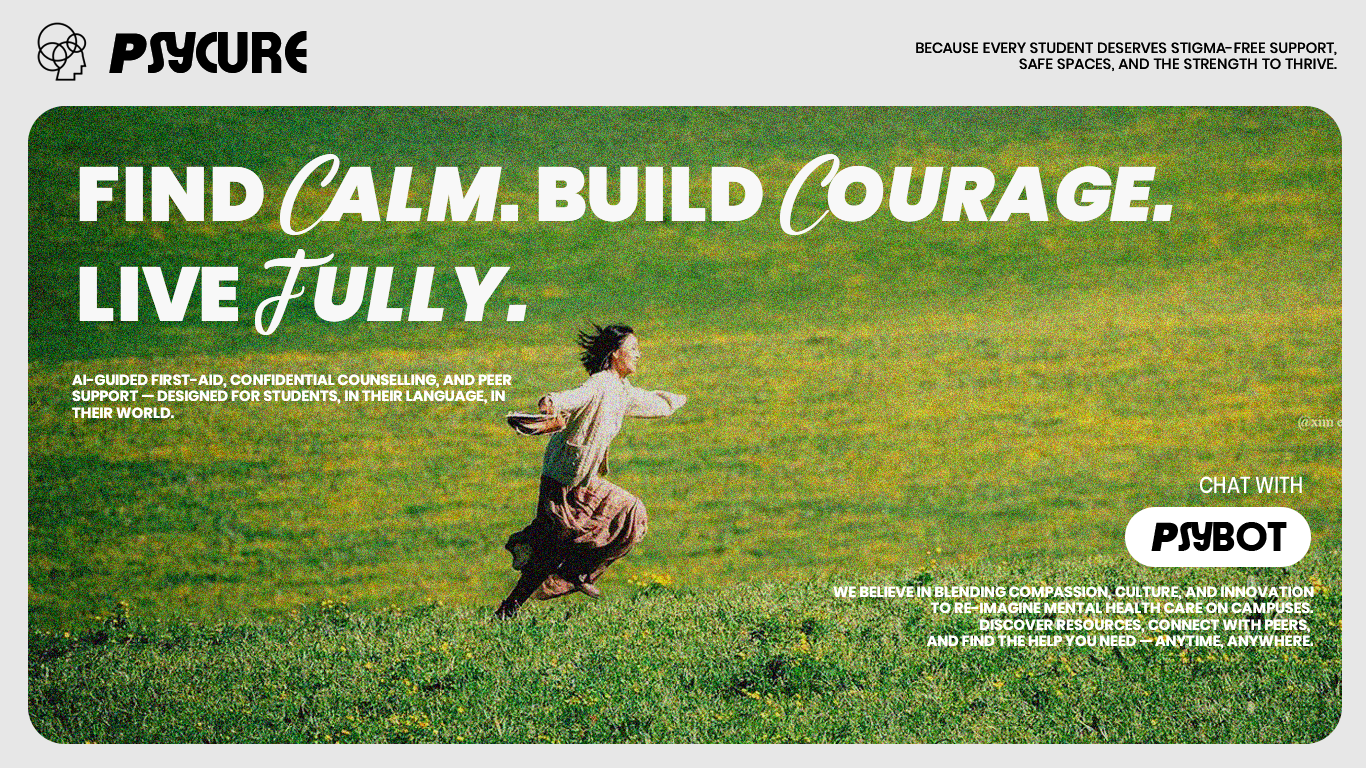 PSYCURE
BECAUSE EVERY STUDENT DESERVES STIGMA-FREE SUPPORT,
SAFE SPACES, AND THE STRENGTH TO THRIVE.
FIND CALM. BUILD COURAGE.
LIVE FULLY.
AI-GUIDED FIRST-AID, CONFIDENTIAL COUNSELLING, AND PEER
SUPPORT — DESIGNED FOR STUDENTS, IN THEIR LANGUAGE, IN
THEIR WORLD.
CHAT WITH
PSYBOT
WE BELIEVE IN BLENDING COMPASSION, CULTURE, AND INNOVATION
TO RE-IMAGINE MENTAL HEALTH CARE ON CAMPUSES.
DISCOVER RESOURCES, CONNECT WITH PEERS,
AND FIND THE HELP YOU NEED — ANYTIME, ANYWHERE.